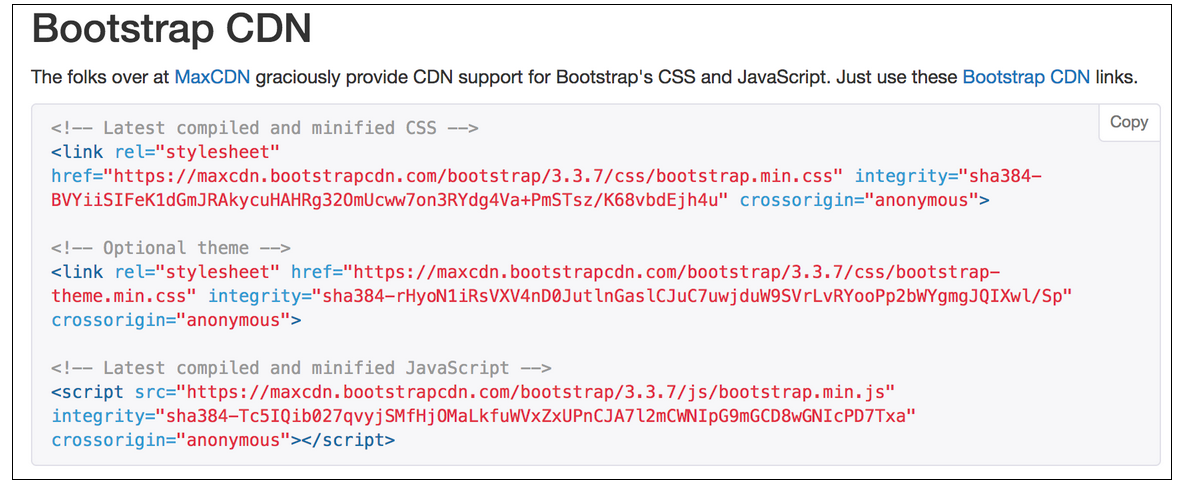 Bootstrap CDN
The folks over at MaxCDN graciously provide CDN support for Bootstrap's CSS and JavaScript. Just use these Bootstrap CDN links.
Copy
<!-- Latest compiled and minified CSS -->
<link rel="stylesheet"
href="https://maxcdn.bootstrapcdn.com/bootstrap/3.3.7/css/bootstrap.min.css" integrity="sha384-
BVYiiSIFeK1dGmJRAkycuHAHRg32OmUcww7on3RYdg4Va+PmSTsz/K68vbdEjh4u" crossorigin="anonymous">
<!-- Optional theme -->
<link rel="stylesheet" href="https://maxcdn.bootstrapcdn.com/bootstrap/3.3.7/css/bootstrap-
theme.min.css" integrity="sha384-rHyoN1iRsVXV4nD0JutlnGaslCJuC7uwjduW9SVrLvRYooPp2bWYgmgJQIXwl/Sp"
crossorigin="anonymous">
<!-- Latest compiled and minified JavaScript -->
<script src="https://maxcdn.bootstrapcdn.com/bootstrap/3.3.7/js/bootstrap.min.js"
integrity="sha384-Tc5IQib027qvyjSMfHjOMaLkfuWVxZxUPnCJA7l2mCWNIpG9mGCD8wGNIcPD7Txa"
crossorigin="anonymous"></script>